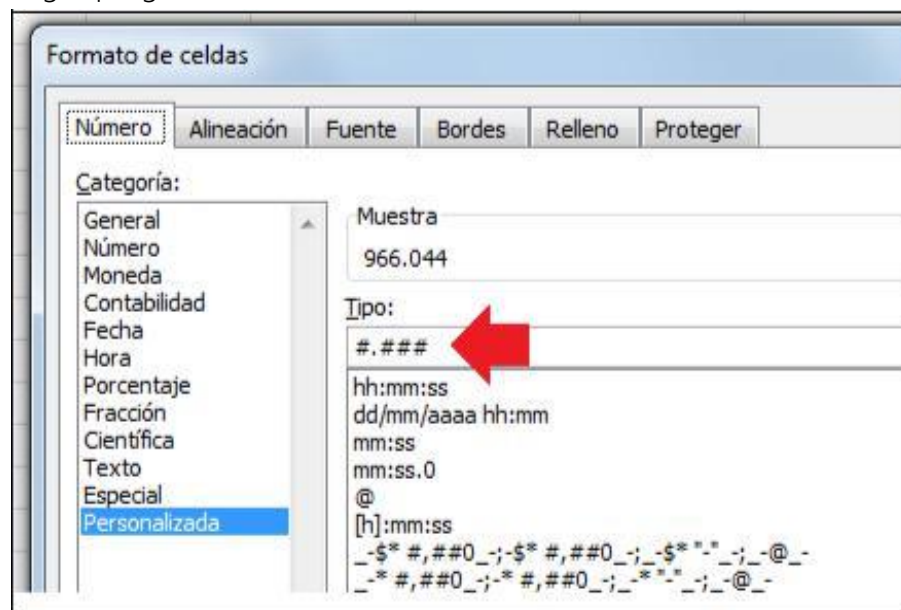 Formato de celdas
Número Alineación Fuente Bordes Relleno Proteger
Categoría:
General
Número
Moneda
Contabilidad
Fecha
Hora
Porcentaje
Fracción
Científica
Texto
Especial
Personalizada
Muestra
966.044
Tipo:
#.###
hh:mm:ss
dd/mm/aaaa hh:mm
mm:ss
mm:ss.0
@
[h]:mm:ss
_-$* #,##0_-;-$* #,##0_-;_-$* "-"_-;_-@_-
_-* #,##0_-;-* #,##0_-;_-* "-"_-;_-@_-